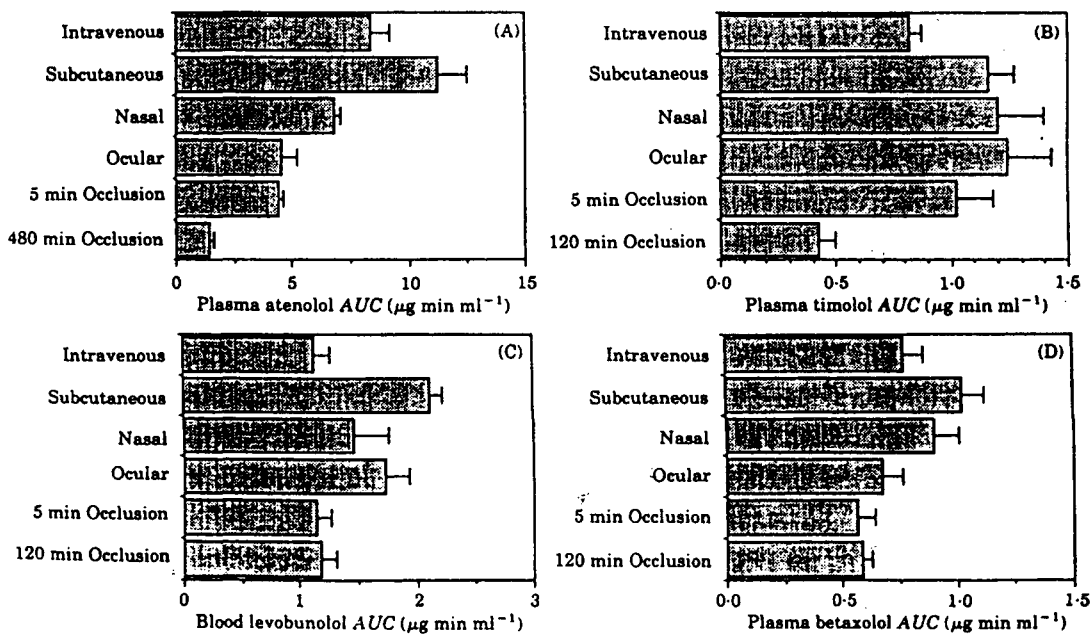 (A)
Intravenous
Subcutaneous
Nasal
Ocular
5 min Occlusion
480 min Occlusion
0 5 10 15
Plasma atenolol AUC (µg min ml⁻¹)
(B)
Intravenous
Subcutaneous
Nasal
Ocular
5 min Occlusion
120 min Occlusion
0·0 0·5 1·0 1·5
Plasma timolol AUC (µg min ml⁻¹)
(C)
Intravenous
Subcutaneous
Nasal
Ocular
5 min Occlusion
120 min Occlusion
0 1 2 3
Blood levobunolol AUC (µg min ml⁻¹)
(D)
Intravenous
Subcutaneous
Nasal
Ocular
5 min Occlusion
120 min Occlusion
0·0 0·5 1·0 1·5
Plasma betaxolol AUC (µg min ml⁻¹)